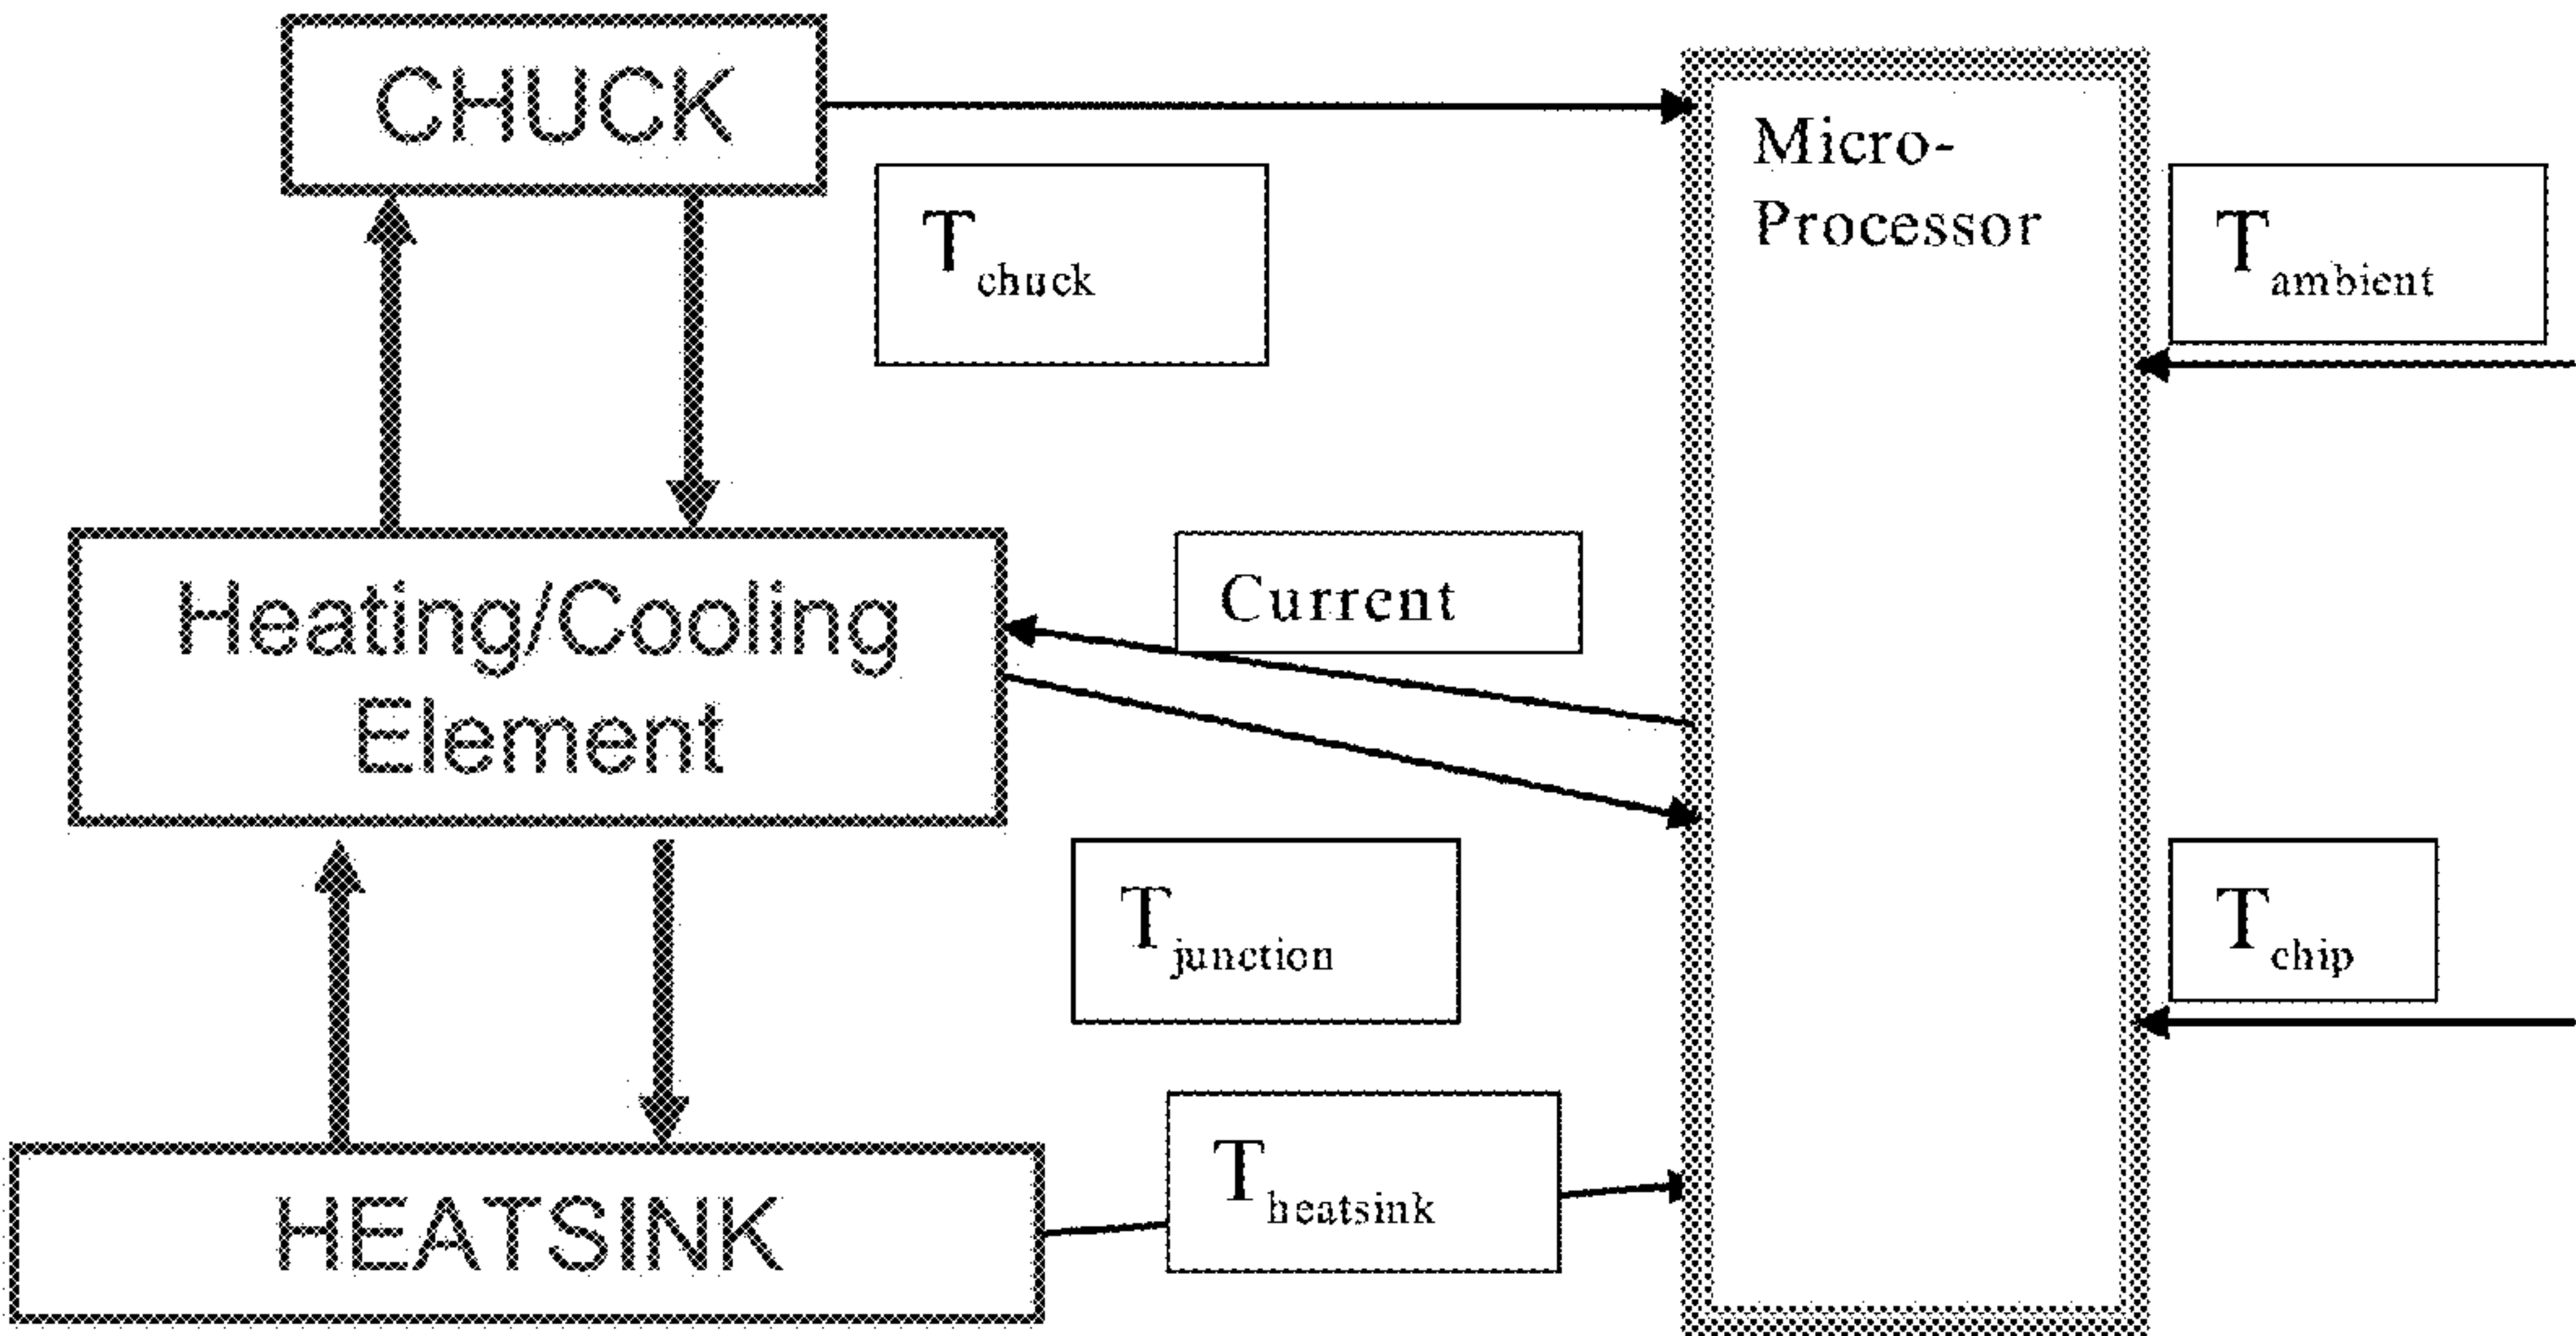 CHUCK
Micro-
Processor
T chuck
T ambient
Heating/Cooling
Element
Current
T junction
T chip
T heatsink
HEATSINK